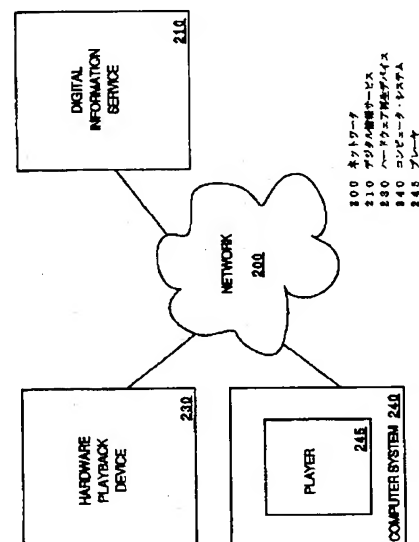 DIGITAL
INFORMATION
SERVICE
210
HARDWARE
PLAYBACK
DEVICE
230
NETWORK
200
PLAYER
245
COMPUTER SYSTEM 240
200 ネットワーク
210 デジタル情報サービス
230 ハードウェア再生デバイス
240 コンピュータ・システム
245 プレーヤ